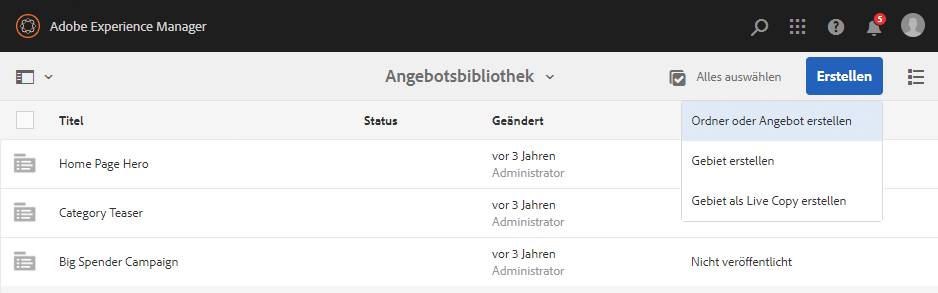 Adobe Experience Manager
5
Angebotsbibliothek
Alles auswählen
Erstellen
Titel
Status
Geändert
Ordner oder Angebot erstellen
Home Page Hero
vor 3 Jahren
Administrator
Gebiet erstellen
Category Teaser
vor 3 Jahren
Administrator
Gebiet als Live Copy erstellen
Big Spender Campaign
vor 3 Jahren
Administrator
Nicht veröffentlicht